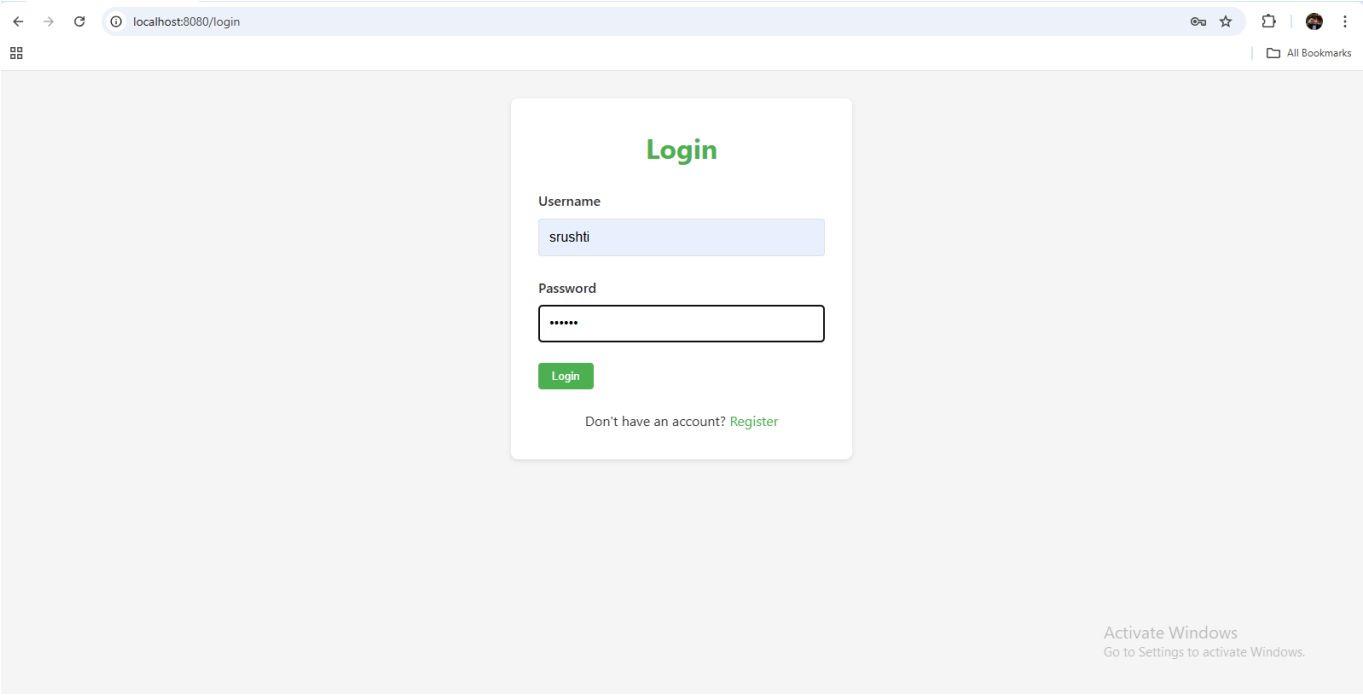 localhost:8080/login
All Bookmarks
Login
Username
srushti
Password
••••••
Login
Don't have an account? Register
Activate Windows
Go to Settings to activate Windows.